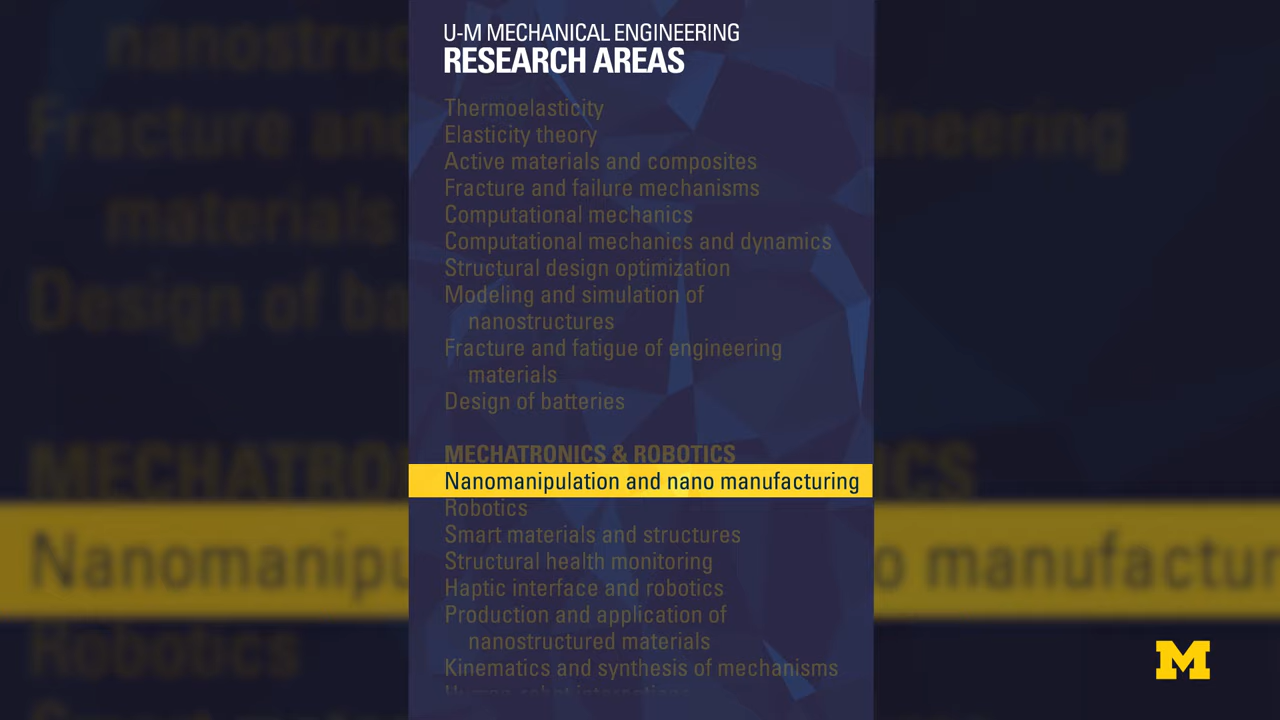 U-M MECHANICAL ENGINEERING
RESEARCH AREAS
Thermoelasticity
Elasticity theory
Active materials and composites
Fracture and failure mechanisms
Computational mechanics
Computational mechanics and dynamics
Structural design optimization
Modeling and simulation of
nanostructures
Fracture and fatigue of engineering
materials
Design of batteries
MECHATRONICS & ROBOTICS
Nanomanipulation and nano manufacturing
Robotics
Smart materials and structures
Structural health monitoring
Haptic interface and robotics
Production and application of
nanostructured materials
Kinematics and synthesis of mechanisms
M